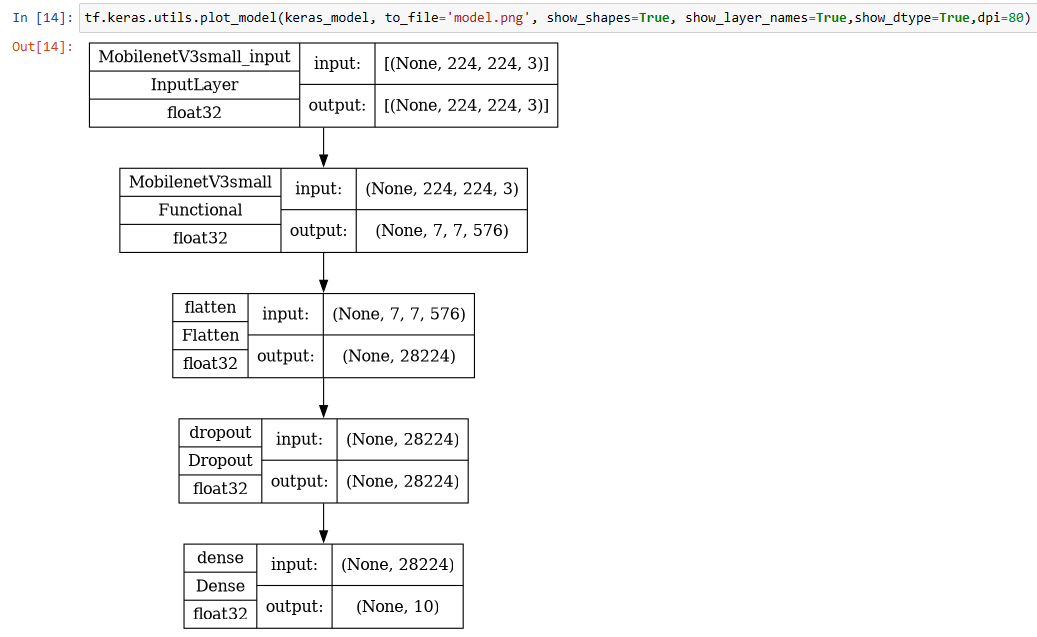 In [14]: tf.keras.utils.plot_model(keras_model, to_file='model.png', show_shapes=True, show_layer_names=True,show_dtype=True,dpi=80)
Out[14]:
MobilenetV3small_input
InputLayer
float32
input: [(None, 224, 224, 3)]
output: [(None, 224, 224, 3)]
MobilenetV3small
Functional
float32
input: (None, 224, 224, 3)
output: (None, 7, 7, 576)
flatten
Flatten
float32
input: (None, 7, 7, 576)
output: (None, 28224)
dropout
Dropout
float32
input: (None, 28224)
output: (None, 28224)
dense
Dense
float32
input: (None, 28224)
output: (None, 10)